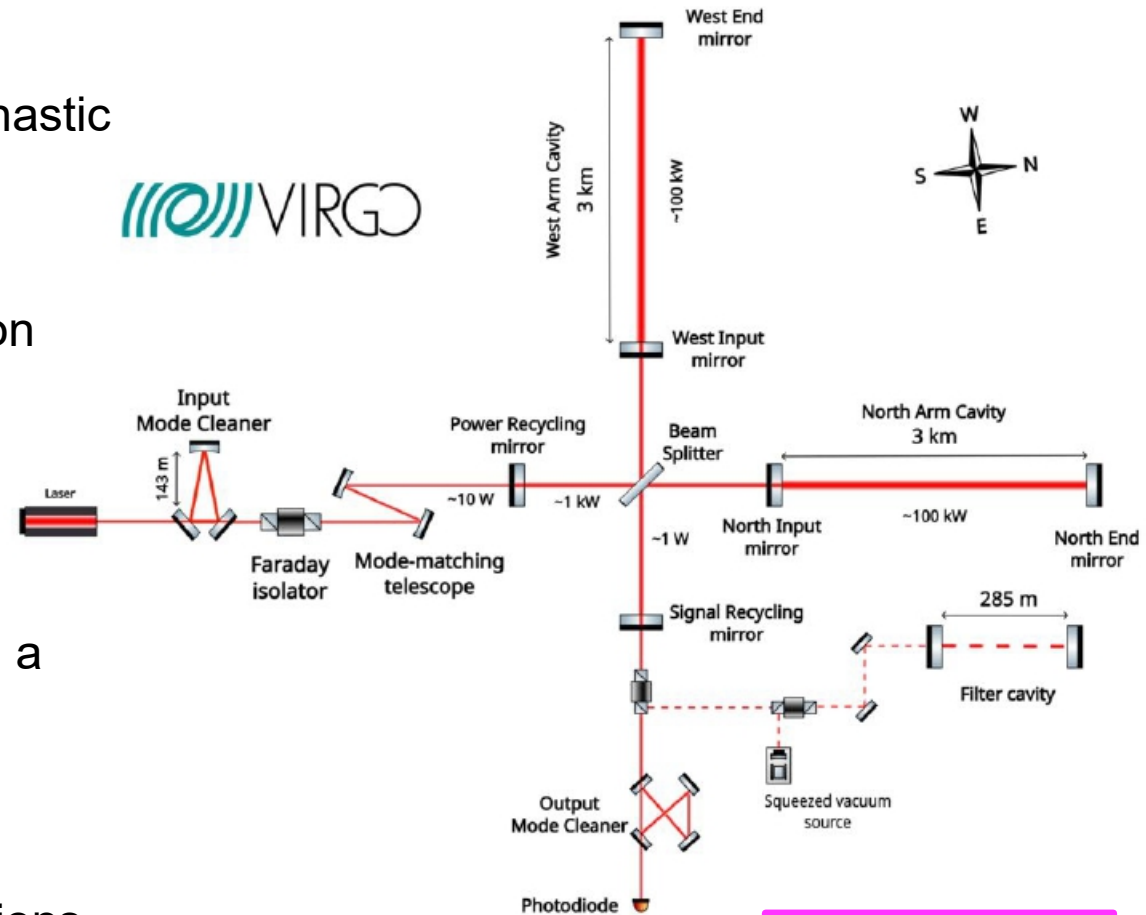 West End
mirror
nastic
VIRGO
W
S
N
E
West Arm Cavity
3 km
~100 kW
on
West Input
mirror
Input
Mode Cleaner
143 m
Power Recycling
mirror
Beam
Splitter
North Arm Cavity
3 km
Laser
~10 W
~1 kW
~100 kW
Faraday
isolator
Mode-matching
telescope
~1 W
North Input
mirror
North End
mirror
Signal Recycling
mirror
285 m
a
Filter cavity
Squeezed vacuum
source
Output
Mode Cleaner
Photodiode